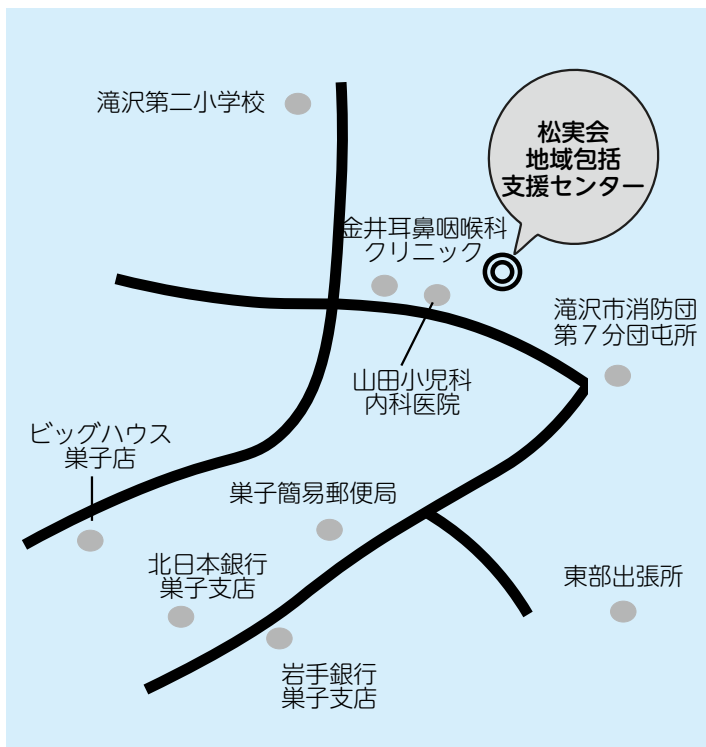 滝沢第二小学校
松実会
地域包括
支援センター
金井耳鼻咽喉科
クリニック
滝沢市消防団
第７分団屯所
山田小児科
内科医院
ビッグハウス
巣子店
巣子簡易郵便局
北日本銀行
巣子支店
東部出張所
岩手銀行
巣子支店